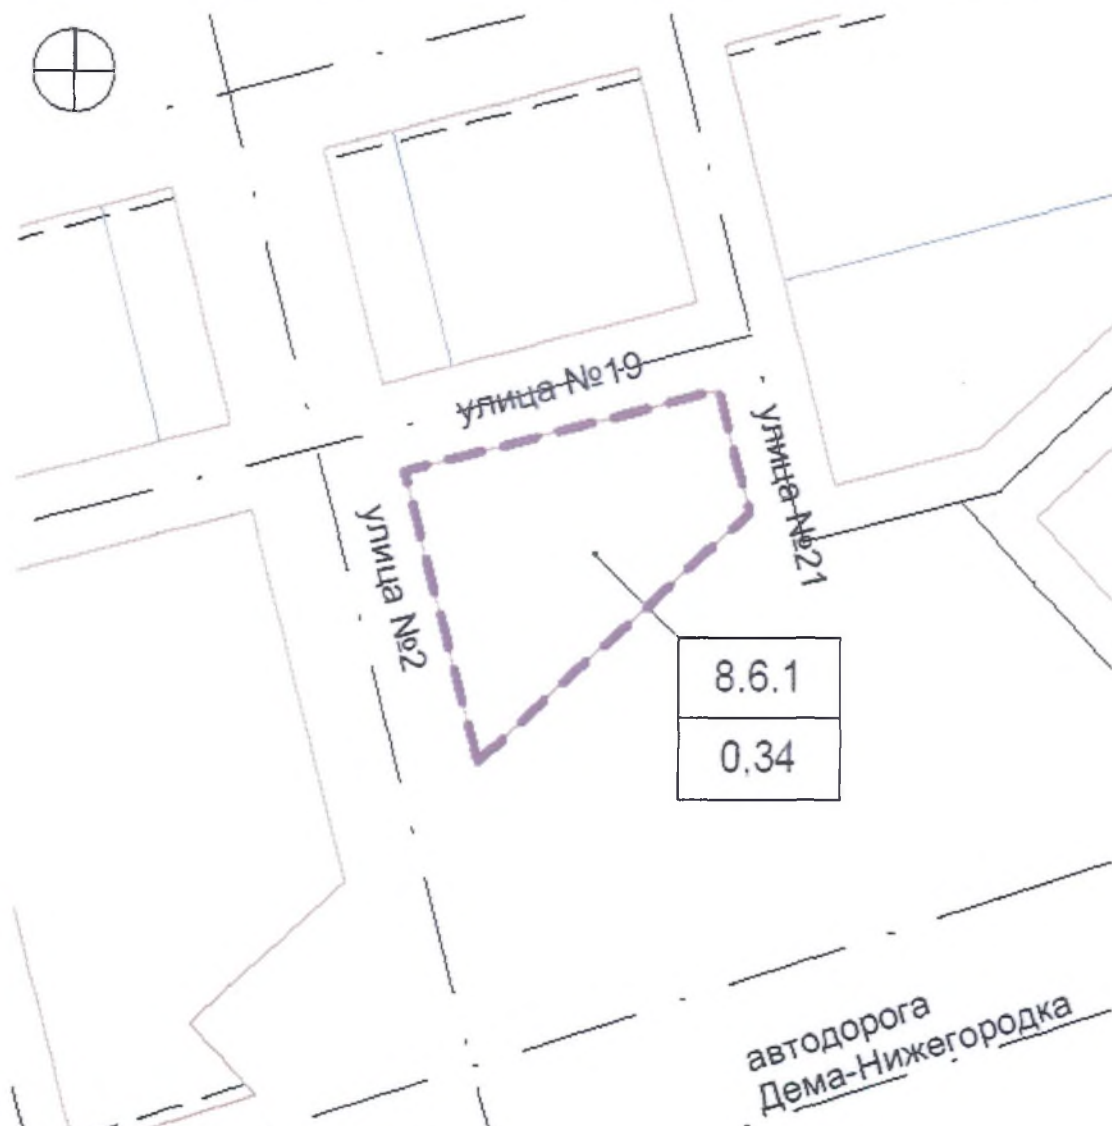 улица №19
улица №21
улица №2
8.6.1
0,34
автодорога
Дема-Нижегородка